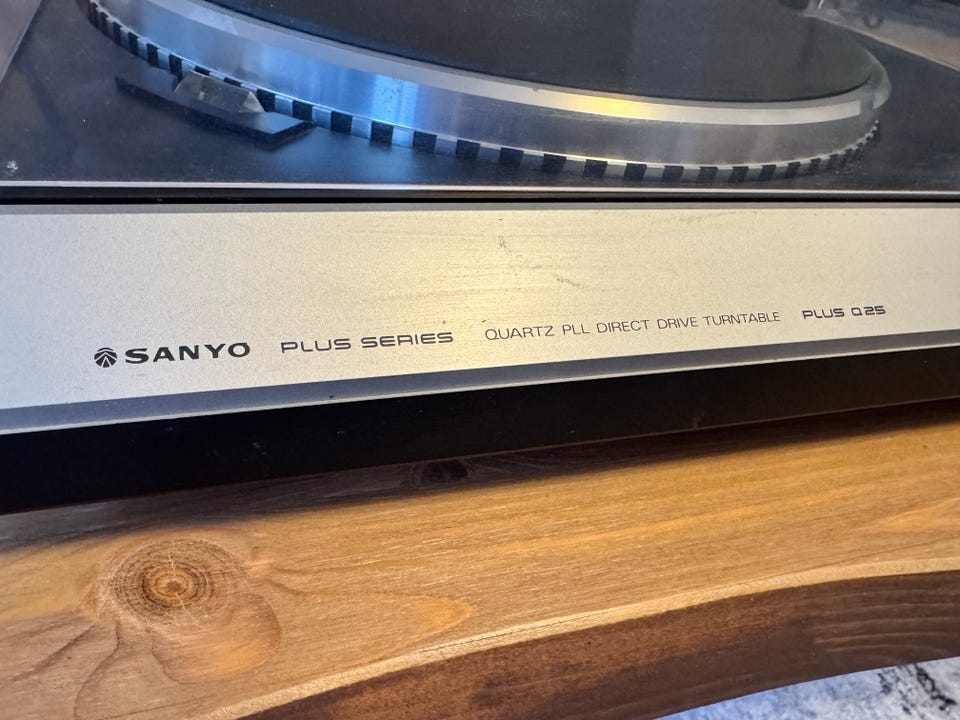 SANYO PLUS SERIES QUARTZ PLL DIRECT DRIVE TURNTABLE PLUS Q25